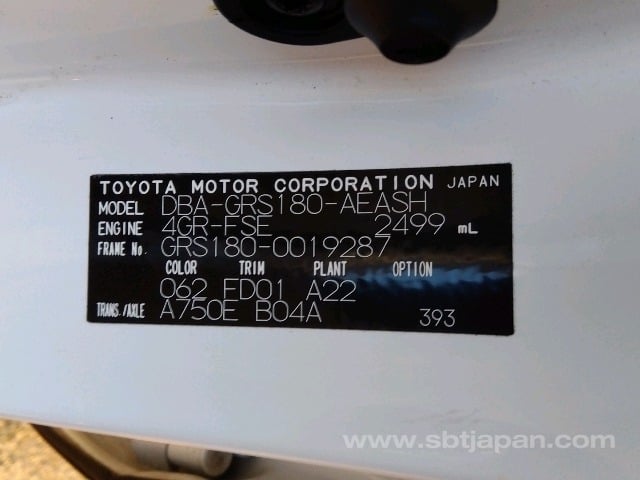 TOYOTA MOTOR CORPORATION JAPAN
MODEL DBA-GRS180-AEASH
ENGINE 4GR-FSE 2499 mL
FRAME No. GRS180-0019287
COLOR TRIM PLANT OPTION
062 FD01 A22
TRANS./AXLE A750E B04A 393
www.sbtjapan.com